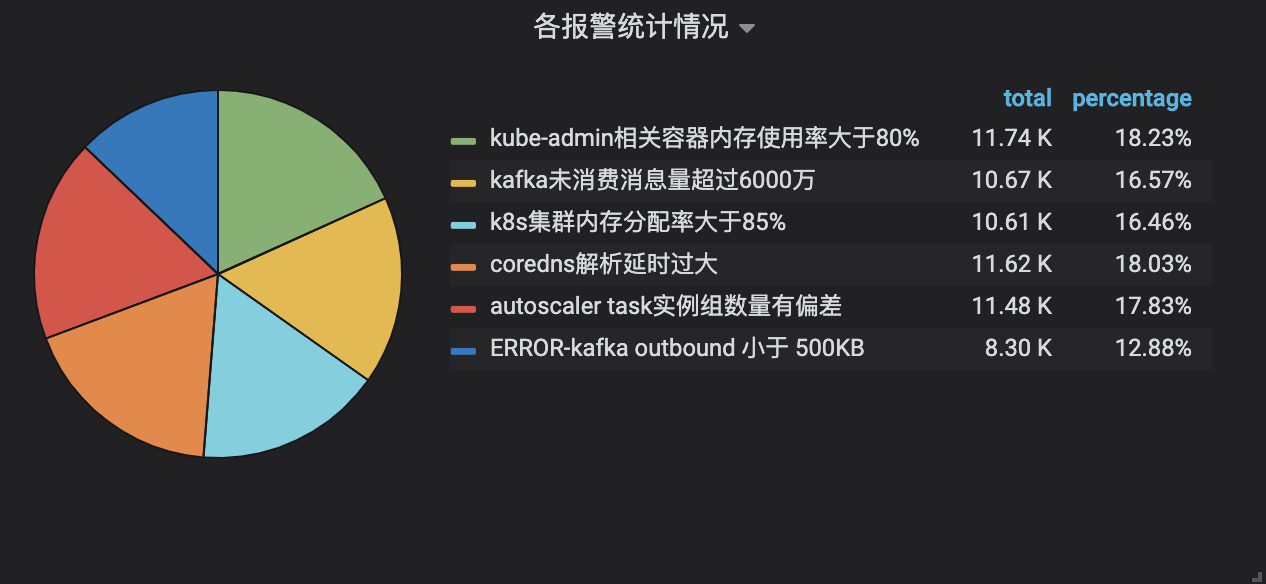 各报警统计情况
total percentage
kube-admin相关容器内存使用率大于80% 11.74 K 18.23%
kafka未消费消息量超过6000万 10.67 K 16.57%
k8s集群内存分配率大于85% 10.61 K 16.46%
coredns解析延时过大 11.62 K 18.03%
autoscaler task实例组数量有偏差 11.48 K 17.83%
ERROR-kafka outbound 小于 500KB 8.30 K 12.88%